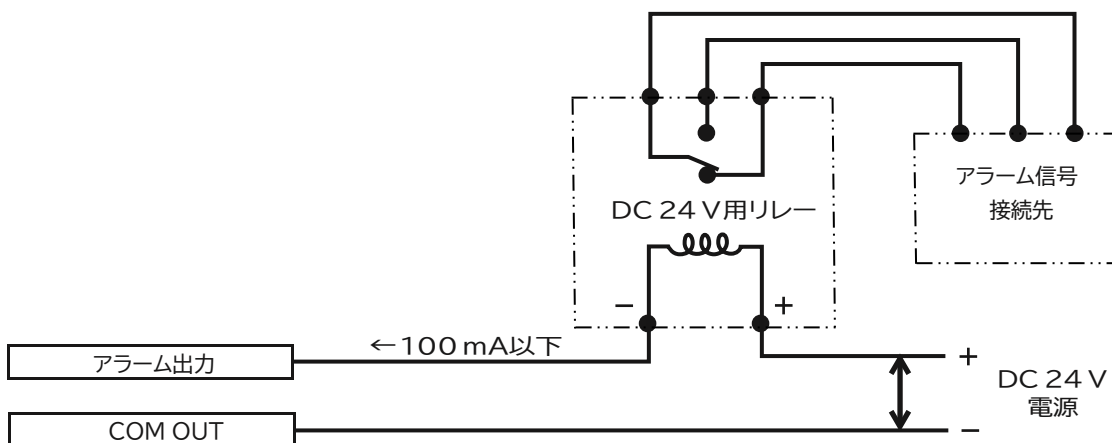 アラーム信号
接続先
DC 24 V用リレー
− +
←100 mA以下
アラーム出力
+
DC 24 V
電源
COM OUT
−